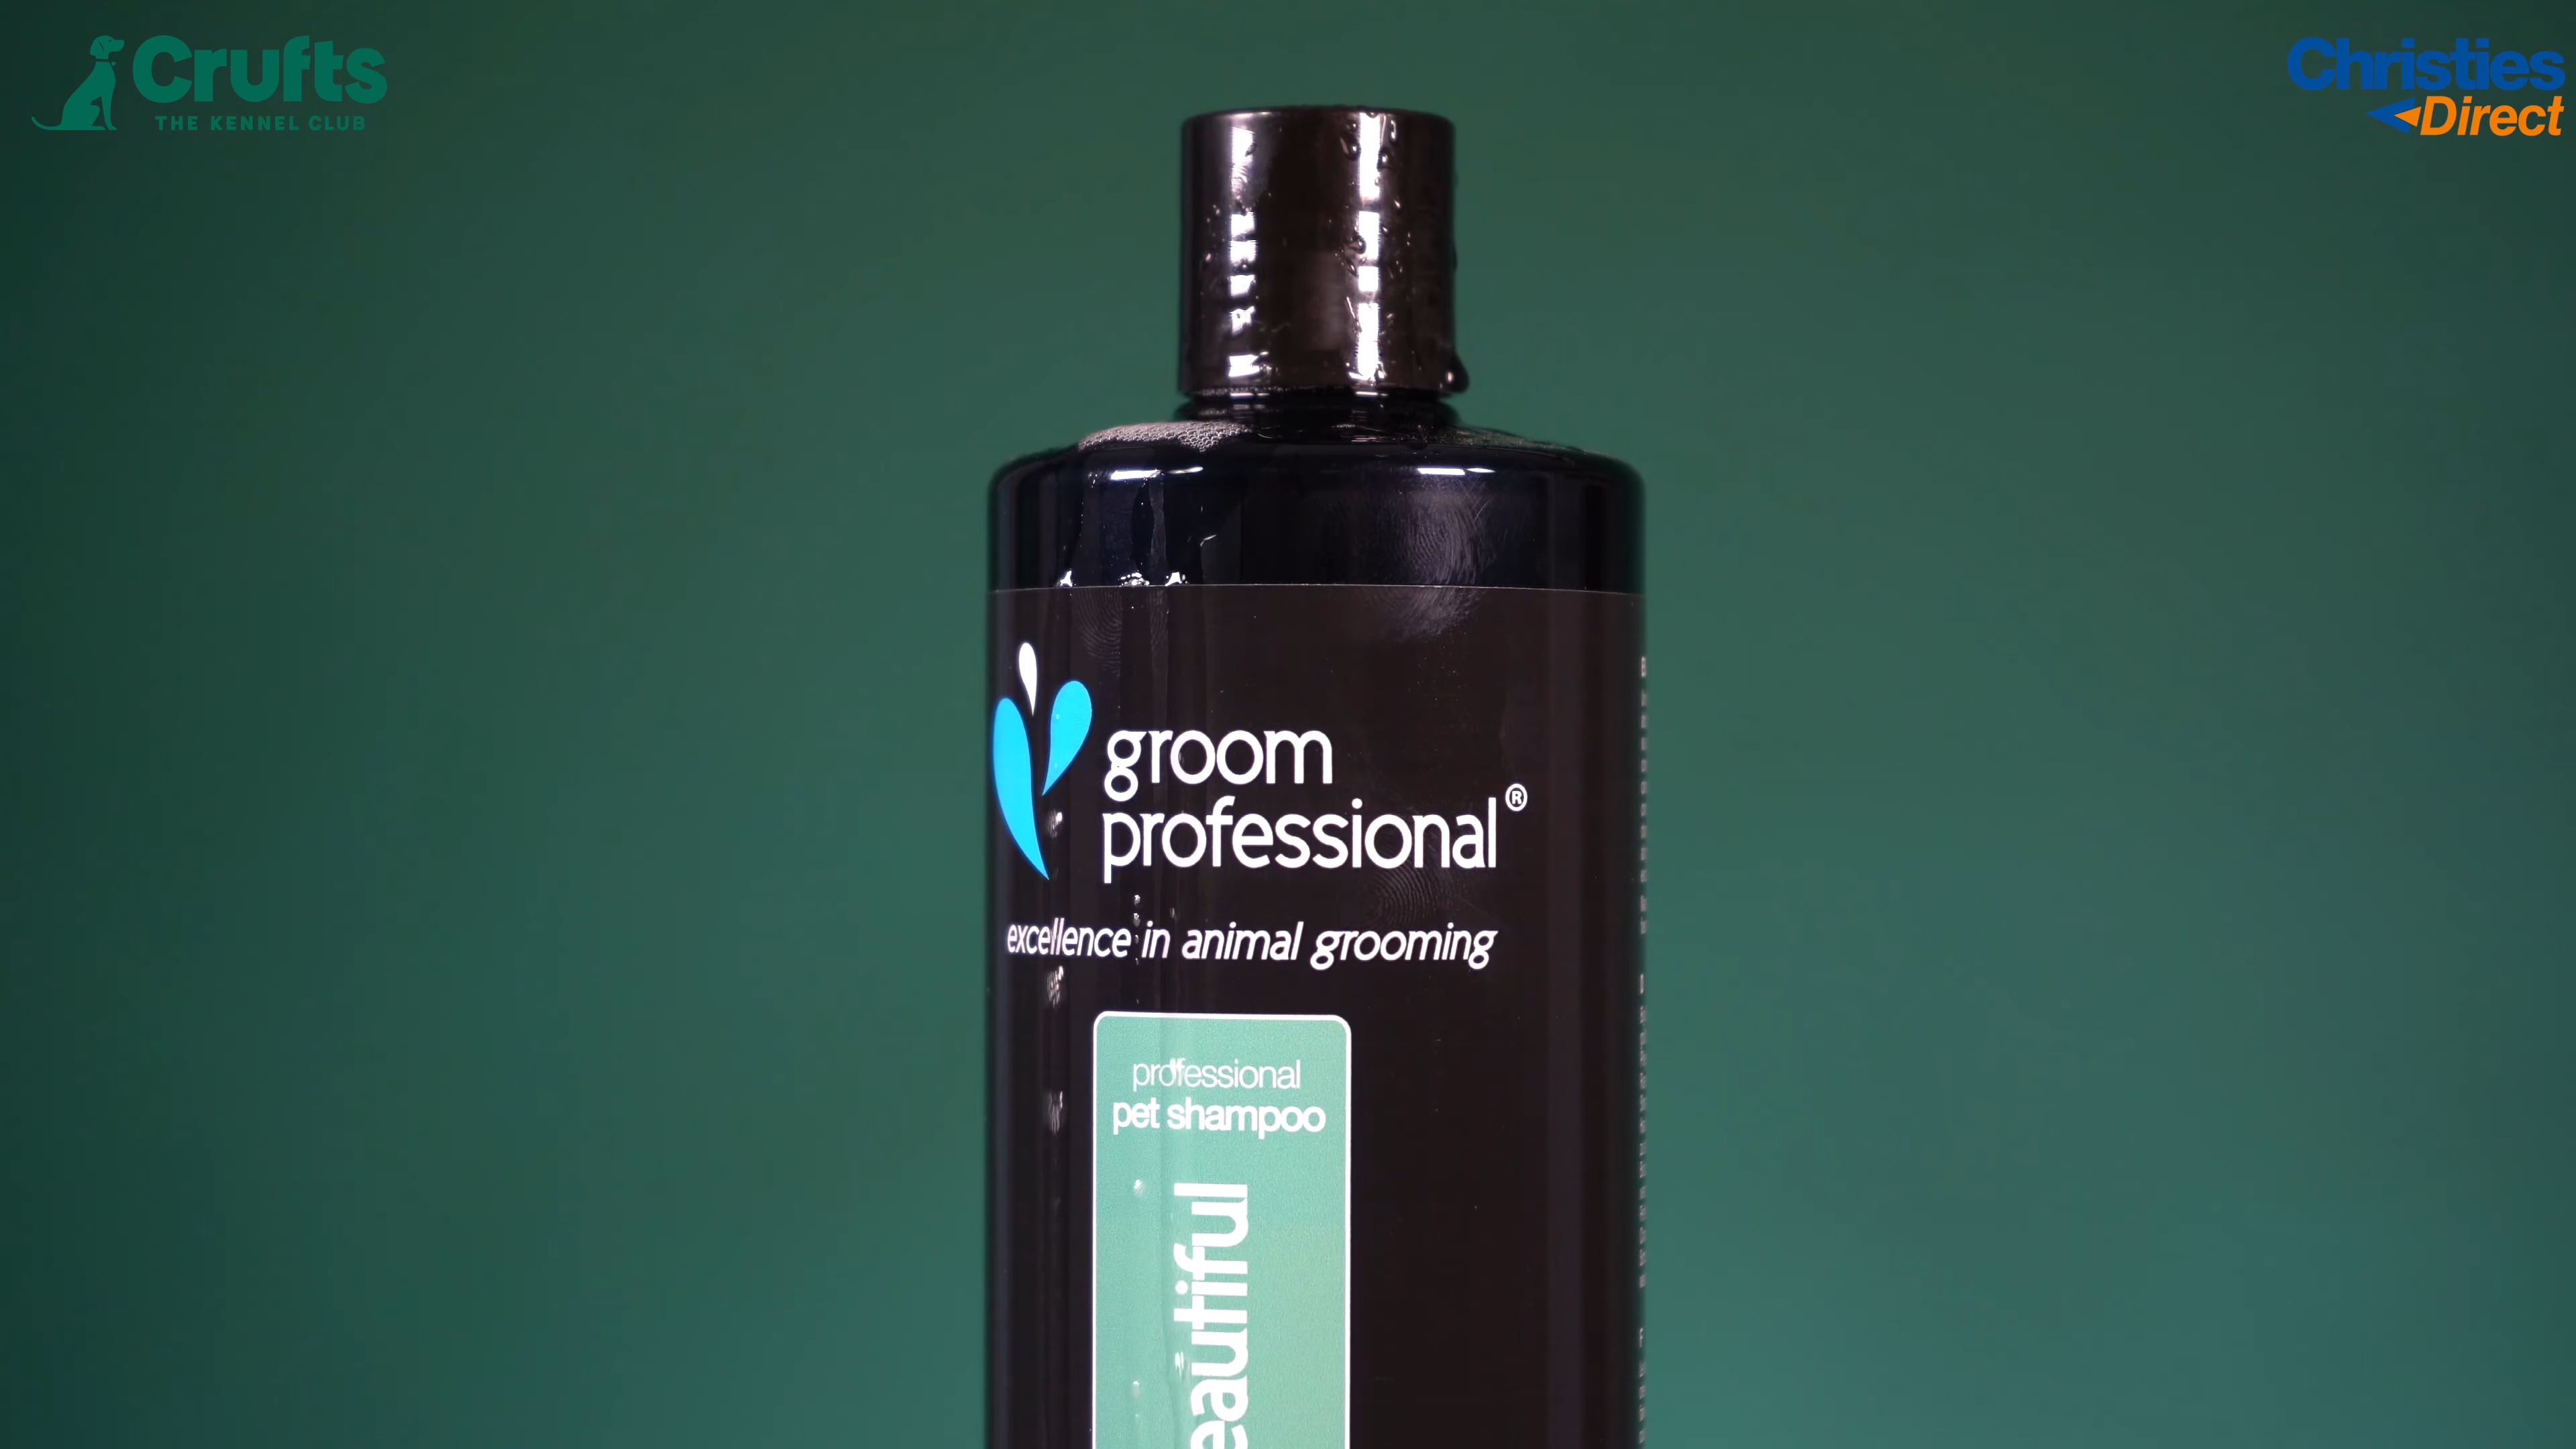 Crufts
THE KENNEL CLUB
Christies
Direct
groom
professional®
excellence in animal grooming
professional
pet shampoo
eautiful